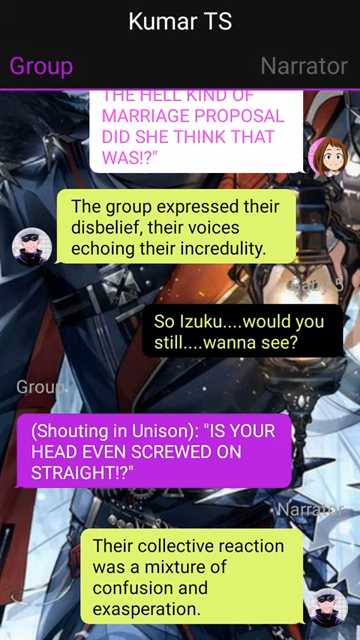 Kumar TS
Group
Narrator
THE HELL KIND OF
MARRIAGE PROPOSAL
DID SHE THINK THAT
WAS!?"
The group expressed their
disbelief, their voices
echoing their incredulity.
Baby 5
So Izuku....would you
still....wanna see?
Group
(Shouting in Unison): "IS YOUR
HEAD EVEN SCREWED ON
STRAIGHT!?"
Narrator
Their collective reaction
was a mixture of
confusion and
exasperation.